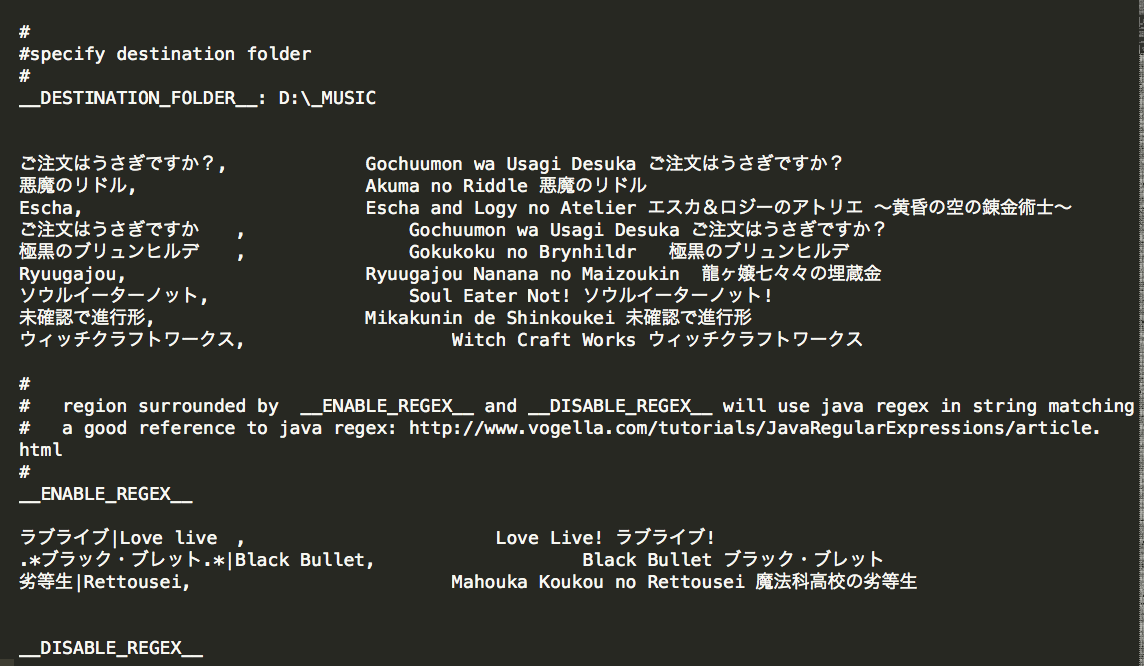 #
#specify destination folder
#
__DESTINATION_FOLDER__: D:\_MUSIC
ご注文はうさぎですか？, Gochuumon wa Usagi Desuka ご注文はうさぎですか？
悪魔のリドル, Akuma no Riddle 悪魔のリドル
Escha, Escha and Logy no Atelier エスカ＆ロジーのアトリエ ～黄昏の空の錬金術士～
ご注文はうさぎですか , Gochuumon wa Usagi Desuka ご注文はうさぎですか？
極黒のブリュンヒルデ , Gokukoku no Brynhildr 極黒のブリュンヒルデ
Ryuugajou, Ryuugajou Nanana no Maizoukin 龍ヶ嬢七々々の埋蔵金
ソウルイーターノット, Soul Eater Not! ソウルイーターノット!
未確認で進行形, Mikakunin de Shinkoukei 未確認で進行形
ウィッチクラフトワークス, Witch Craft Works ウィッチクラフトワークス
#
# region surrounded by __ENABLE_REGEX__ and __DISABLE_REGEX__ will use java regex in string matching
# a good reference to java regex: http://www.vogella.com/tutorials/JavaRegularExpressions/article.
html
#
__ENABLE_REGEX__
ラブライブ|Love live , Love Live! ラブライブ!
.*ブラック・ブレット.*|Black Bullet, Black Bullet ブラック・ブレット
劣等生|Rettousei, Mahouka Koukou no Rettousei 魔法科高校の劣等生
__DISABLE_REGEX__